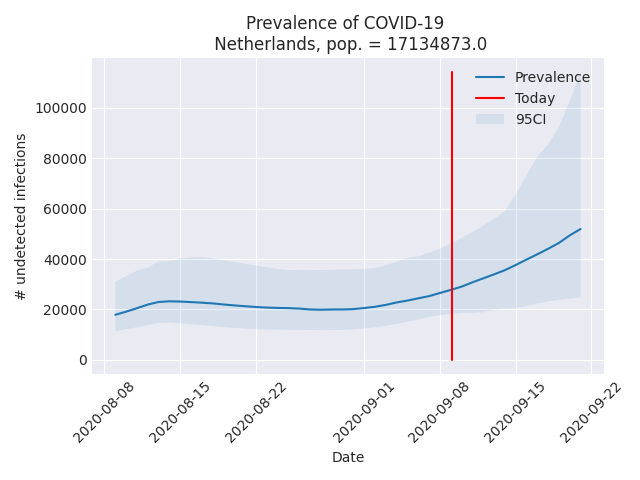 Prevalence of COVID-19
Netherlands, pop. = 17134873.0
Prevalence
Today
95CI
# undetected infections
100000
80000
60000
40000
20000
0
2020-08-08
2020-08-15
2020-08-22
2020-09-01
2020-09-08
2020-09-15
2020-09-22
Date